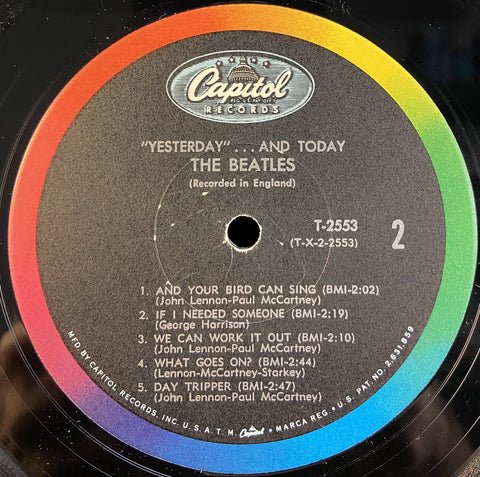 Capitol
REG. U.S. PAT. OFF.
RECORDS
"YESTERDAY" . . . AND TODAY
THE BEATLES
(Recorded in England)
T-2553
(T-X-2-2553)
2
1. AND YOUR BIRD CAN SING (BMI-2:02)
(John Lennon-Paul McCartney)
2. IF I NEEDED SOMEONE (BMI-2:19)
(George Harrison)
3. WE CAN WORK IT OUT (BMI-2:10)
(John Lennon-Paul McCartney)
4. WHAT GOES ON? (BMI-2:44)
(Lennon-McCartney-Starkey)
5. DAY TRIPPER (BMI-2:47)
(John Lennon-Paul McCartney)
MFD. BY CAPITOL RECORDS, INC. U.S.A. T.M. Capitol • MARCA REG. • U.S. PAT. NO. 2,631,859